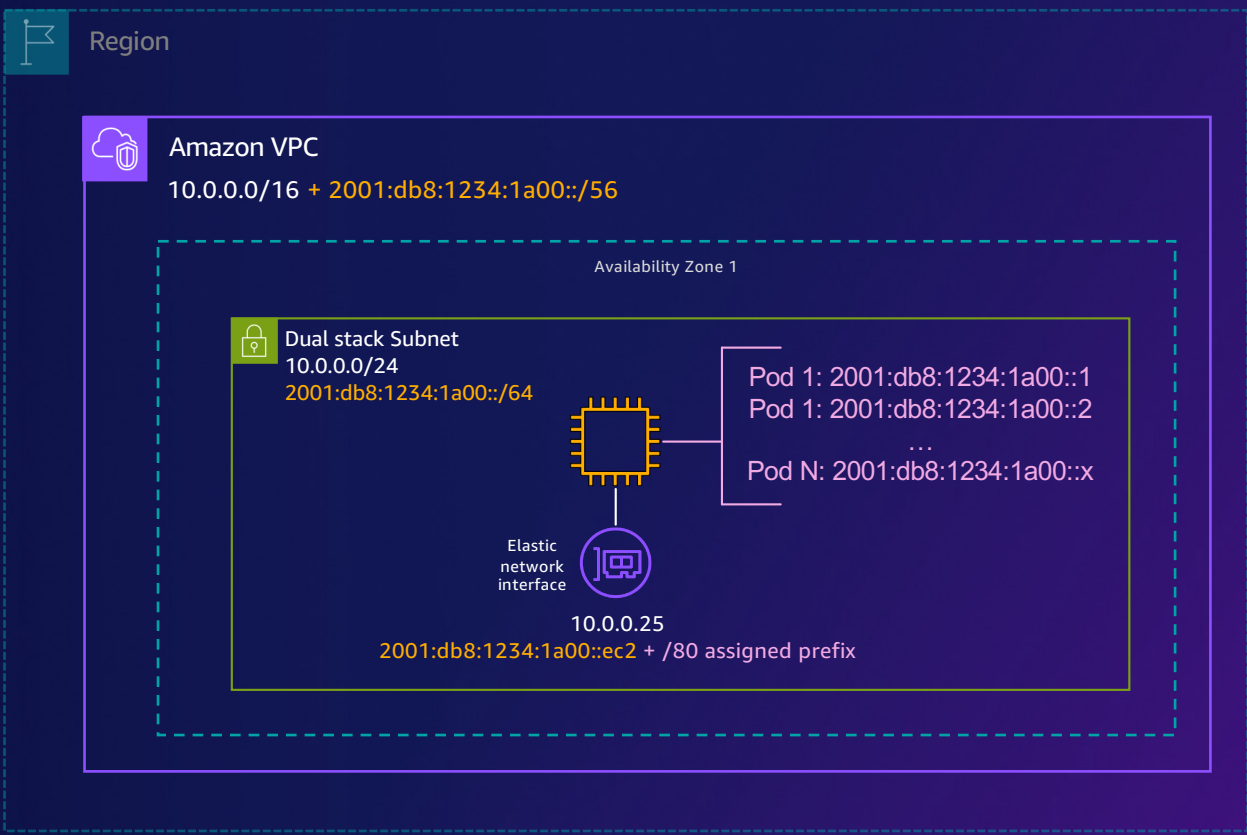 Region
Amazon VPC
10.0.0.0/16 + 2001:db8:1234:1a00::/56
Availability Zone 1
Dual stack Subnet
10.0.0.0/24
2001:db8:1234:1a00::/64
Pod 1: 2001:db8:1234:1a00::1
Pod 1: 2001:db8:1234:1a00::2
...
Pod N: 2001:db8:1234:1a00::x
Elastic
network
interface
10.0.0.25
2001:db8:1234:1a00::ec2 + /80 assigned prefix